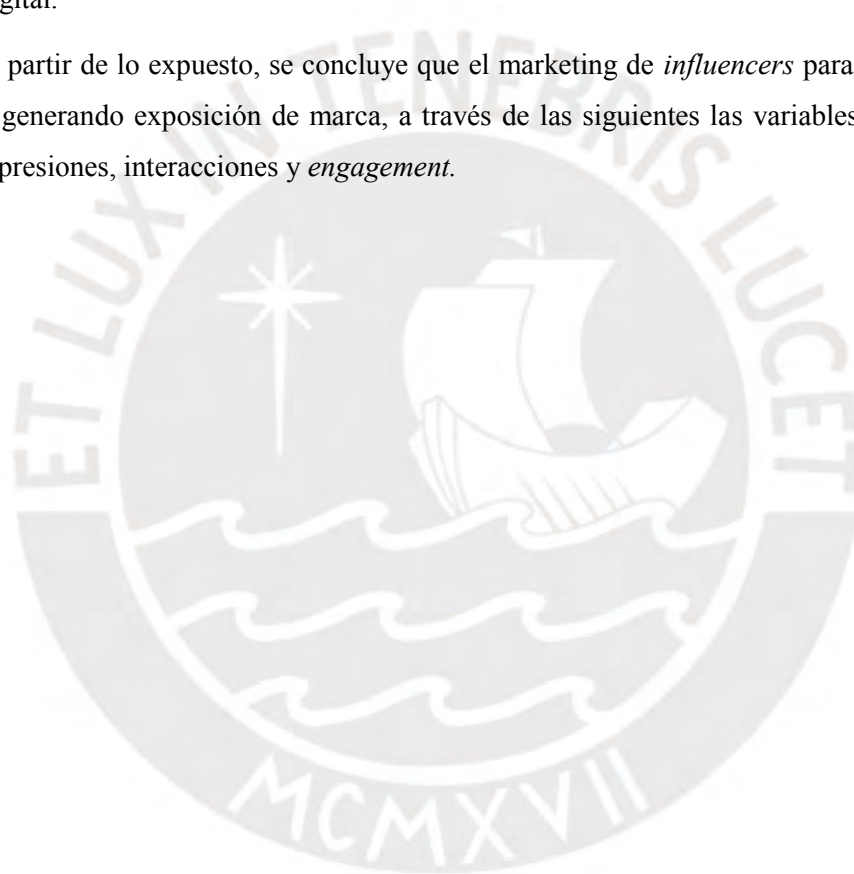 gital.
partir de lo expuesto, se concluye que el marketing de influencers para
generando exposición de marca, a través de las siguientes las variables
presiones, interacciones y engagement.
ET LUX IN TENEBRIS LUCET
MCMXVII